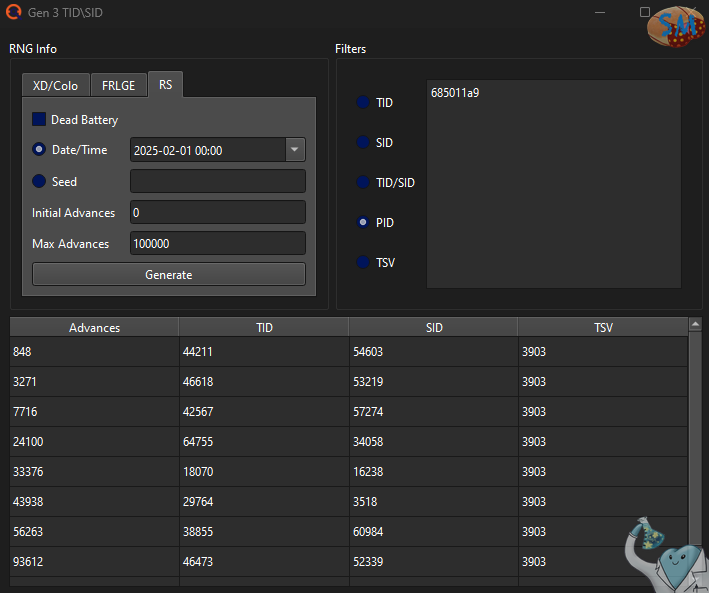 Gen 3 TID\SID
SM
RNG Info
XD/Colo FRLGE RS
Dead Battery
Date/Time 2025-02-01 00:00
Seed
Initial Advances 0
Max Advances 100000
Generate
Filters
TID
SID
TID/SID
PID
TSV
685011a9
Advances TID SID TSV
848 44211 54603 3903
3271 46618 53219 3903
7716 42567 57274 3903
24100 64755 34058 3903
33376 18070 16238 3903
43938 29764 3518 3903
56263 38855 60984 3903
93612 46473 52339 3903